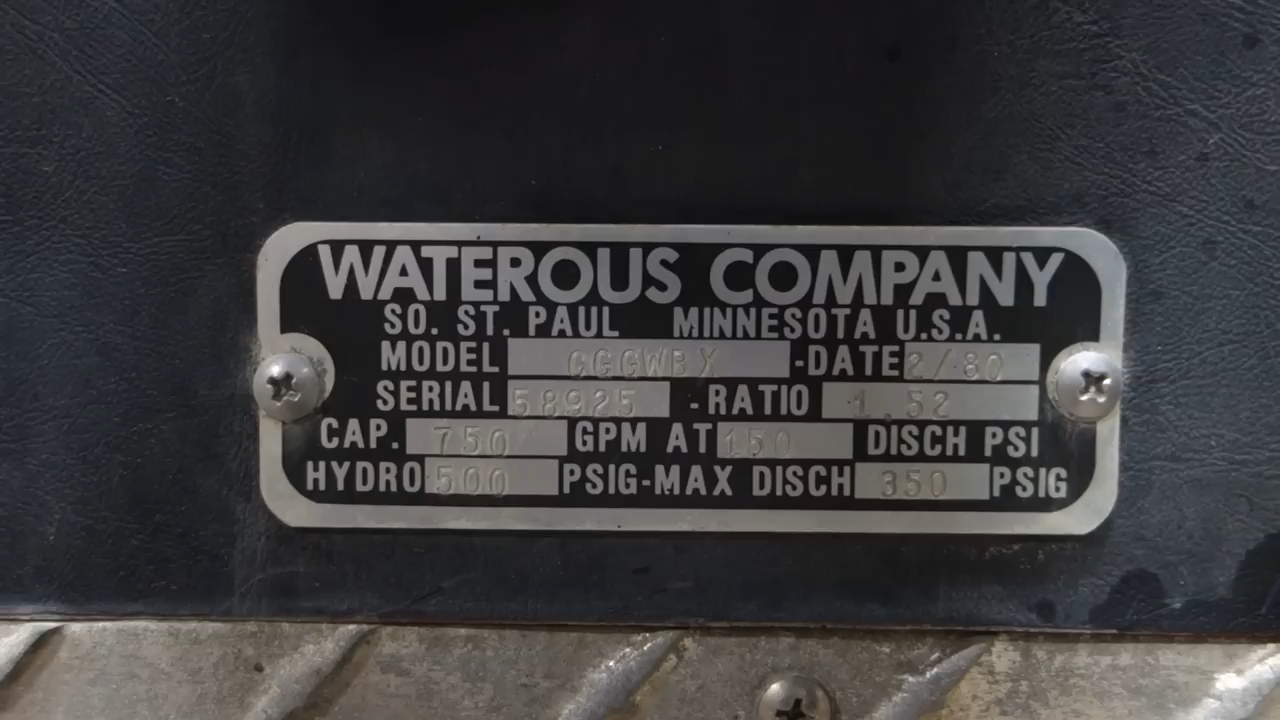 WATEROUS COMPANY
SO. ST. PAUL MINNESOTA U.S.A.
MODEL -DATE 2/80
SERIAL 58925 -RATIO 1.52
CAP. 750 GPM AT 150 DISCH PSI
HYDRO 500 PSIG-MAX DISCH 350 PSIG